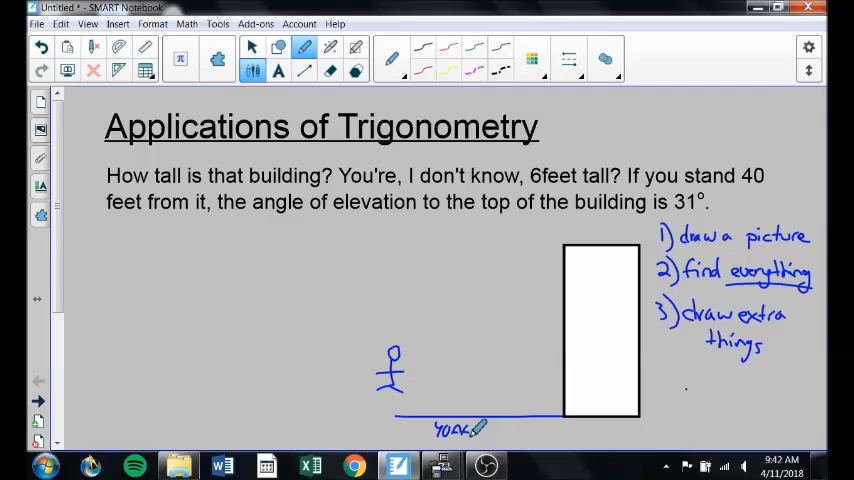 Untitled * - SMART Notebook
File Edit View Insert Format Math Tools Add-ons Account Help
Applications of Trigonometry
How tall is that building? You're, I don't know, 6feet tall? If you stand 40
feet from it, the angle of elevation to the top of the building is 31°.
1) draw a picture
2) find everything
3) draw extra
things
9:42 AM
4/11/2018